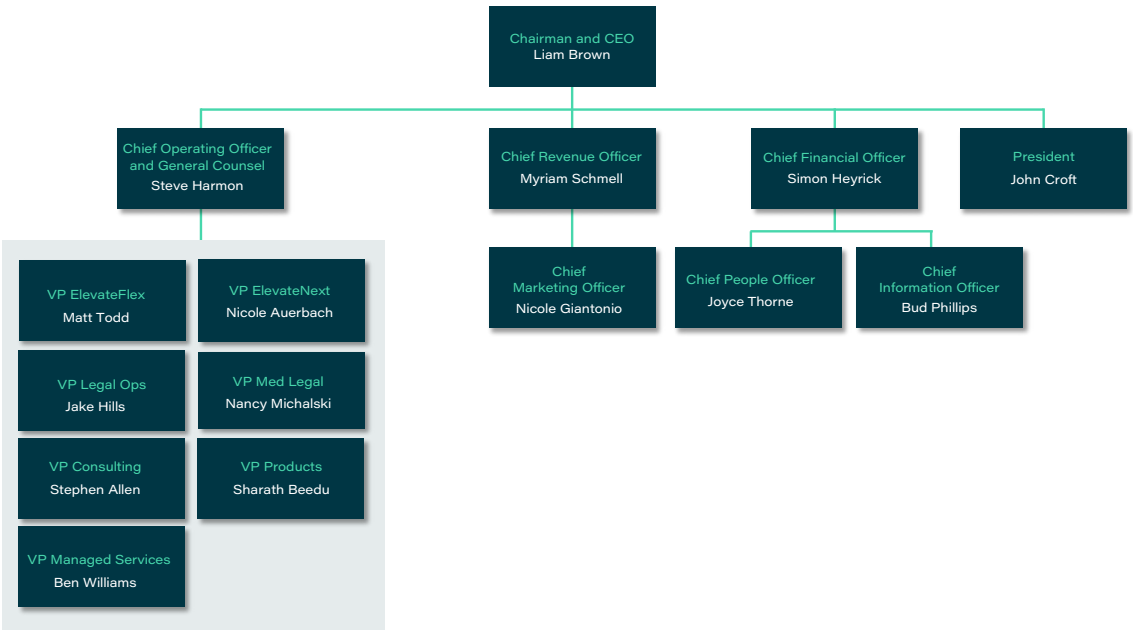 Chairman and CEO
Liam Brown
Chief Operating Officer
and General Counsel
Steve Harmon
Chief Revenue Officer
Myriam Schmell
Chief Financial Officer
Simon Heyrick
President
John Croft
VP ElevateFlex
Matt Todd
VP ElevateNext
Nicole Auerbach
VP Legal Ops
Jake Hills
VP Med Legal
Nancy Michalski
VP Consulting
Stephen Allen
VP Products
Sharath Beedu
VP Managed Services
Ben Williams
Chief
Marketing Officer
Nicole Giantonio
Chief People Officer
Joyce Thorne
Chief
Information Officer
Bud Phillips